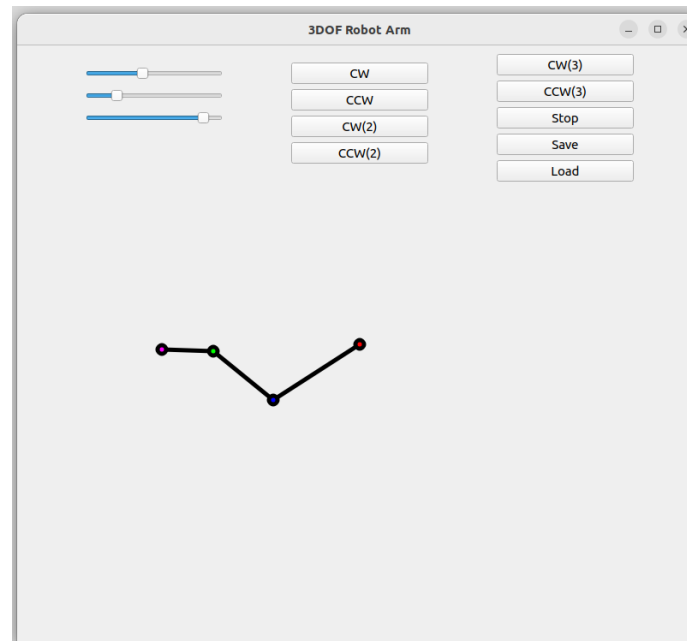 3DOF Robot Arm
CW
CCW
CW(2)
CCW(2)
CW(3)
CCW(3)
Stop
Save
Load